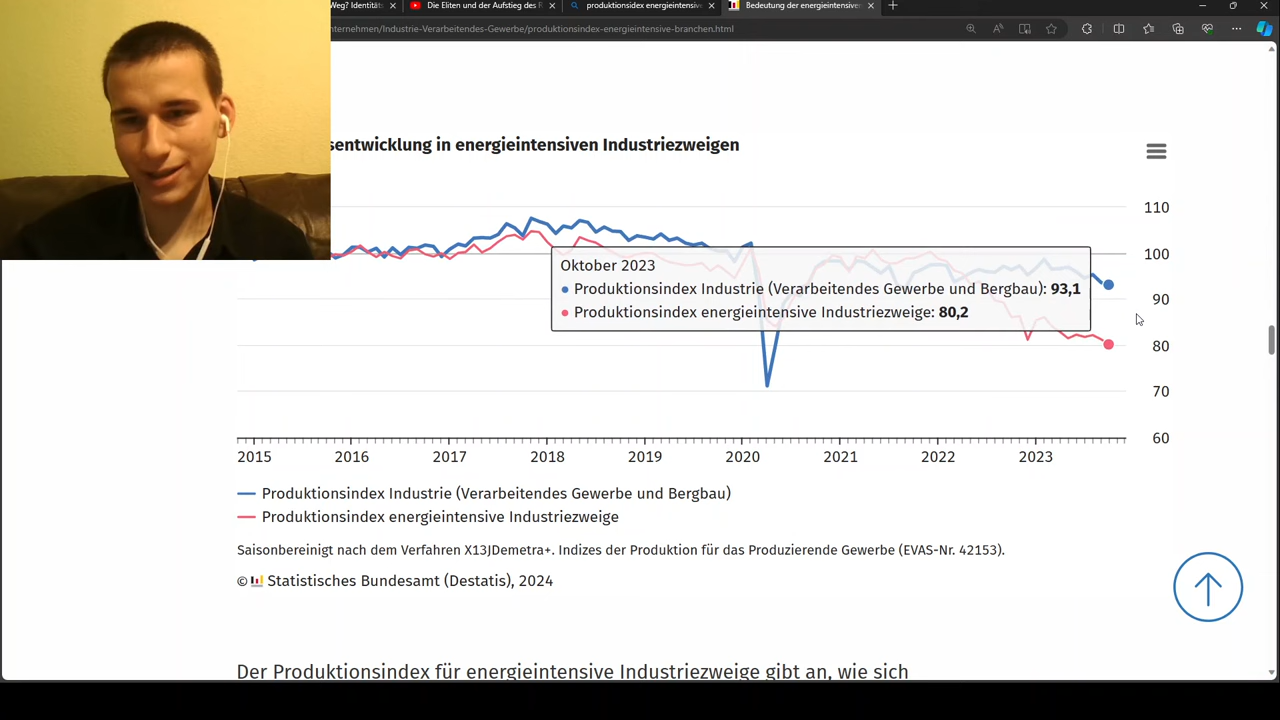 Weg? Identitäts
Die Eliten und der Aufstieg des R
produktionsidex energieintensiv
Bedeutung der energieintensiven
nternehmen/Industrie-Verarbeitendes-Gewerbe/produktionsindex-energieintensive-branchen.html
sentwicklung in energieintensiven Industriezweigen
110
100
90
80
70
60
Oktober 2023
Produktionsindex Industrie (Verarbeitendes Gewerbe und Bergbau): 93,1
Produktionsindex energieintensive Industriezweige: 80,2
2015 2016 2017 2018 2019 2020 2021 2022 2023
Produktionsindex Industrie (Verarbeitendes Gewerbe und Bergbau)
Produktionsindex energieintensive Industriezweige
Saisonbereinigt nach dem Verfahren X13JDemetra+. Indizes der Produktion für das Produzierende Gewerbe (EVAS-Nr. 42153).
© Statistisches Bundesamt (Destatis), 2024
Der Produktionsindex für energieintensive Industriezweige gibt an, wie sich